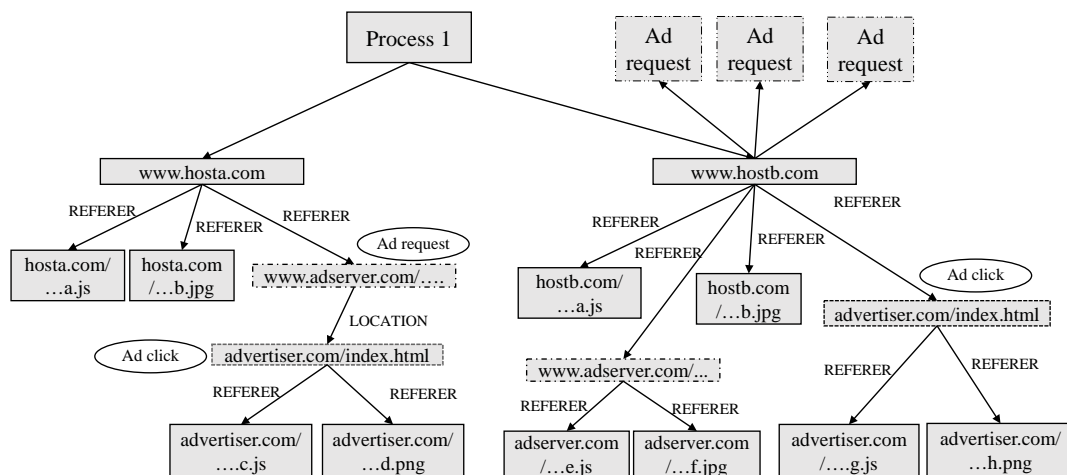 Process 1
Ad
request
Ad
request
Ad
request
www.hosta.com
www.hostb.com
REFERER
REFERER
REFERER
REFERER
REFERER
REFERER
REFERER
Ad request
hosta.com/
…a.js
hosta.com
/…b.jpg
www.adserver.com/….
hostb.com/
…a.js
hostb.com
/…b.jpg
Ad click
advertiser.com/index.html
LOCATION
Ad click
advertiser.com/index.html
www.adserver.com/...
REFERER
REFERER
REFERER
REFERER
REFERER
REFERER
advertiser.com/
….c.js
advertiser.com/
…d.png
adserver.com
/…e.js
adserver.com
/…f.jpg
advertiser.com
/….g.js
advertiser.com/
…h.png